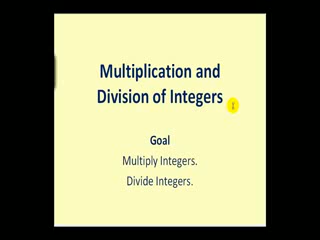 Multiplication and
Division of Integers
Goal
Multiply Integers.
Divide Integers.